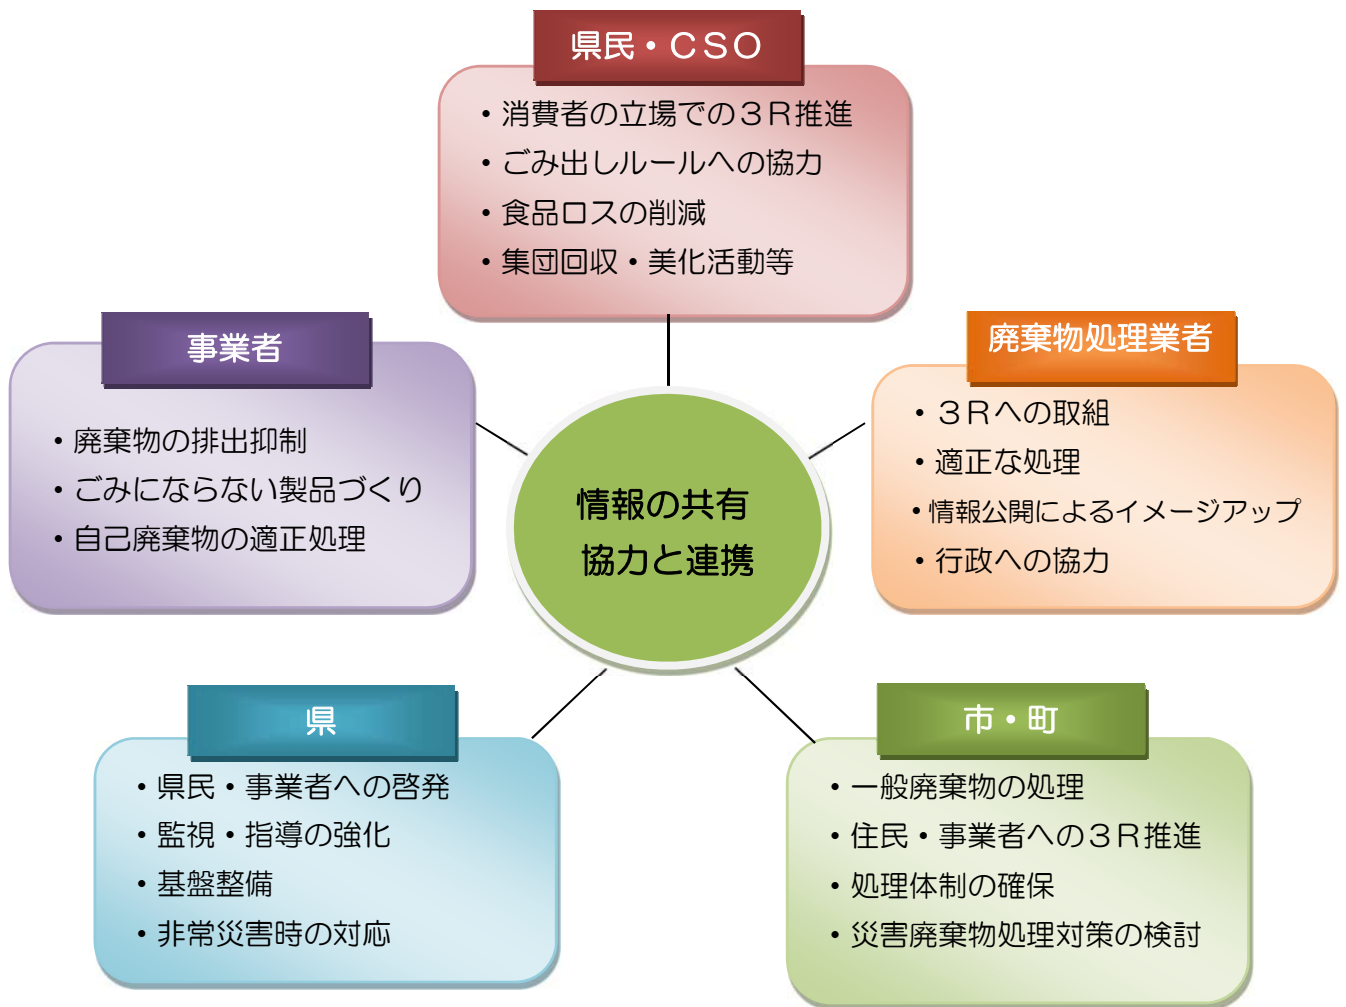 県民・ＣＳＯ
・消費者の立場での３Ｒ推進
・ごみ出しルールへの協力
・食品ロスの削減
・集団回収・美化活動等
事業者
・廃棄物の排出抑制
・ごみにならない製品づくり
・自己廃棄物の適正処理
廃棄物処理業者
・３Ｒへの取組
・適正な処理
・情報公開によるイメージアップ
・行政への協力
情報の共有
協力と連携
県
・県民・事業者への啓発
・監視・指導の強化
・基盤整備
・非常災害時の対応
市・町
・一般廃棄物の処理
・住民・事業者への３Ｒ推進
・処理体制の確保
・災害廃棄物処理対策の検討